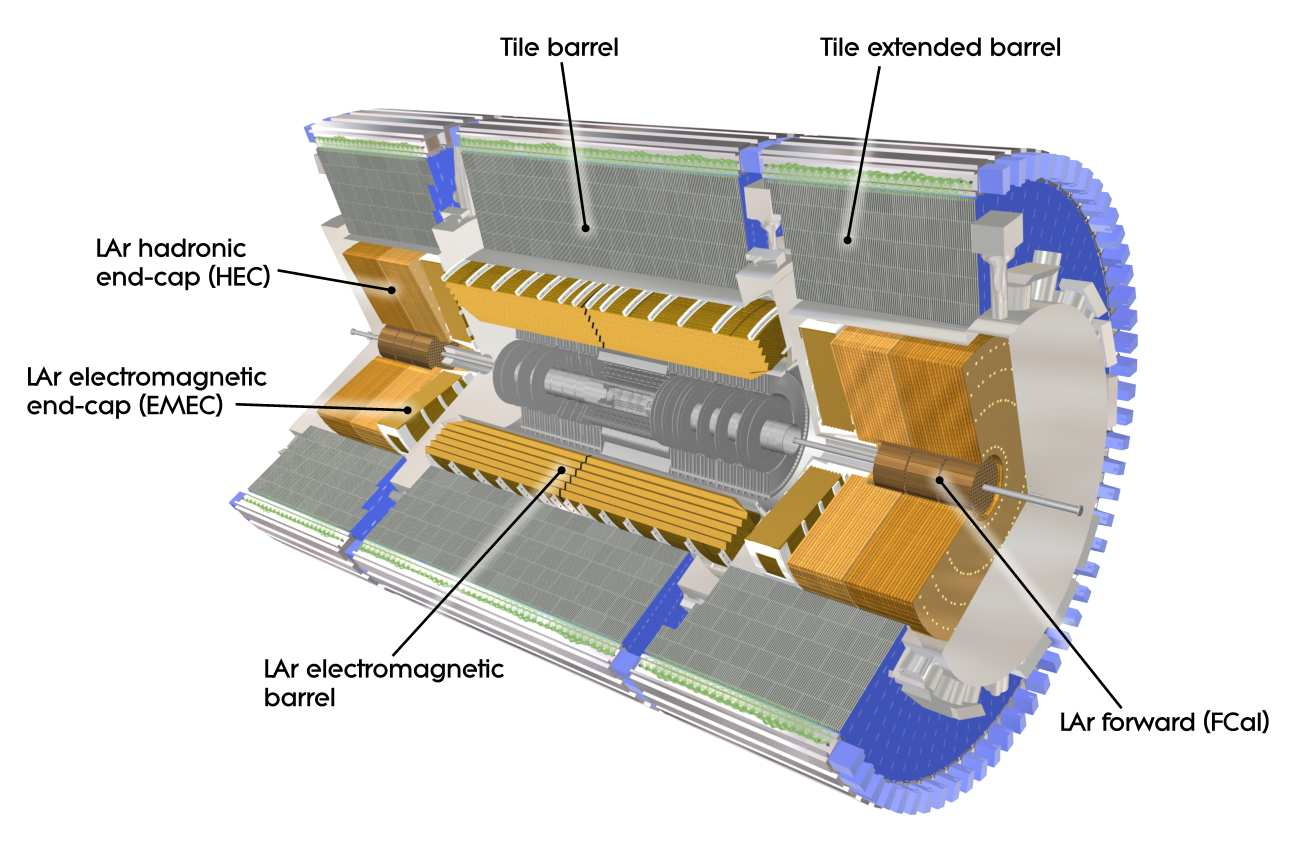 Tile barrel
Tile extended barrel
LAr hadronic
end-cap (HEC)
LAr electromagnetic
end-cap (EMEC)
LAr electromagnetic
barrel
LAr forward (FCal)